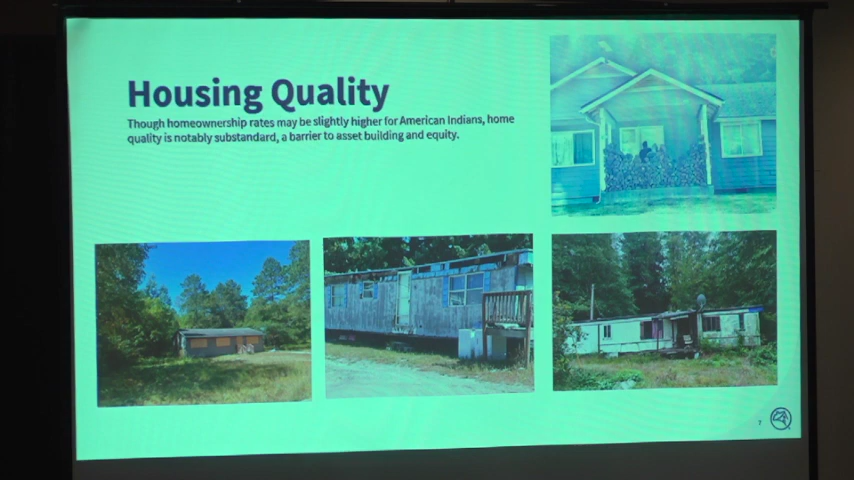 Housing Quality
Though homeownership rates may be slightly higher for American Indians, home
quality is notably substandard, a barrier to asset building and equity.
7